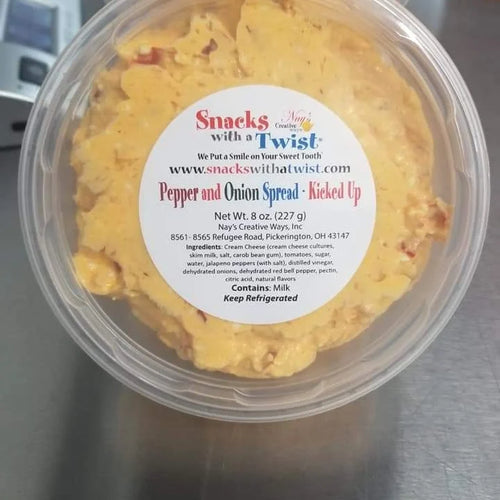 Snacks Nay's
Creative
ways
with a Twist®
We Put a Smile on Your Sweet Tooth
www.snackswithatwist.com
Pepper and Onion Spread - Kicked Up
Net Wt. 8 oz. (227 g)
Nay's Creative Ways, Inc
8561- 8565 Refugee Road, Pickerington, OH 43147
Ingredients: Cream Cheese (cream cheese cultures,
skim milk, salt, carob bean gum), tomatoes, sugar,
water, jalapeno peppers (with salt), distilled vinegar,
dehydrated onions, dehydrated red bell pepper, pectin,
citric acid, natural flavors
Contains: Milk
Keep Refrigerated